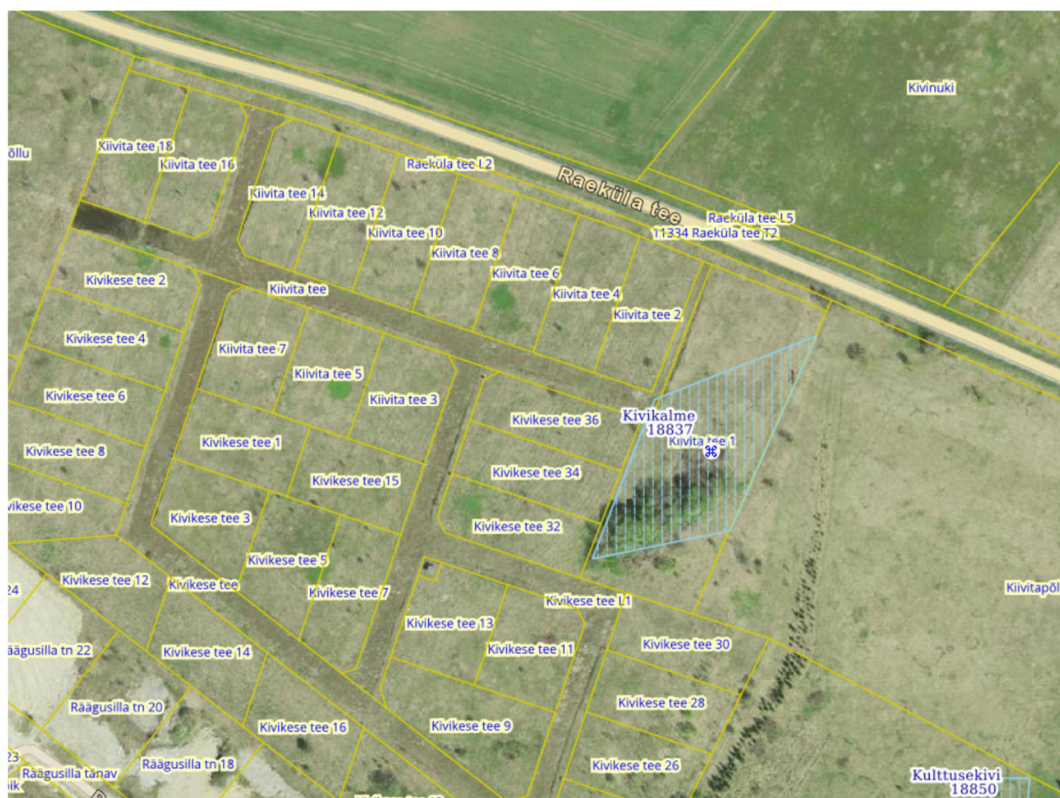 Kivinuki
Kiivita tee 18
õllu
Kiivita tee 16
Raeküla tee L2
Raeküla tee
Kiivita tee 14
Kiivita tee 12
Raeküla tee L5
Kiivita tee 10
11334 Raeküla tee T2
Kiivita tee 8
Kiivita tee 6
Kivikese tee 2
Kiivita tee
Kiivita tee 4
Kiivita tee 2
Kivikese tee 4
Kiivita tee 7
Kiivita tee 5
Kivikese tee 6
Kiivita tee 3
Kivikalme
18837
Kivikese tee 36
Kivikese tee 1
Kiivita tee 1
⌘
Kivikese tee 8
Kivikese tee 34
Kivikese tee 15
vikese tee 10
Kivikese tee 3
Kivikese tee 32
Kivikese tee 5
Kivikese tee 12
Kivikese tee
24
Kiivitapõl
Kivikese tee 7
Kivikese tee L1
Kivikese tee 13
Kivikese tee 30
Kivikese tee 11
äägusilla tn 22
Kivikese tee 14
Kivikese tee 28
Räägusilla tn 20
Kivikese tee 16
Kivikese tee 9
23
Räägusilla tn 18
Kivikese tee 26
Räägusilla tänav
Kulttusekivi
18850
ik